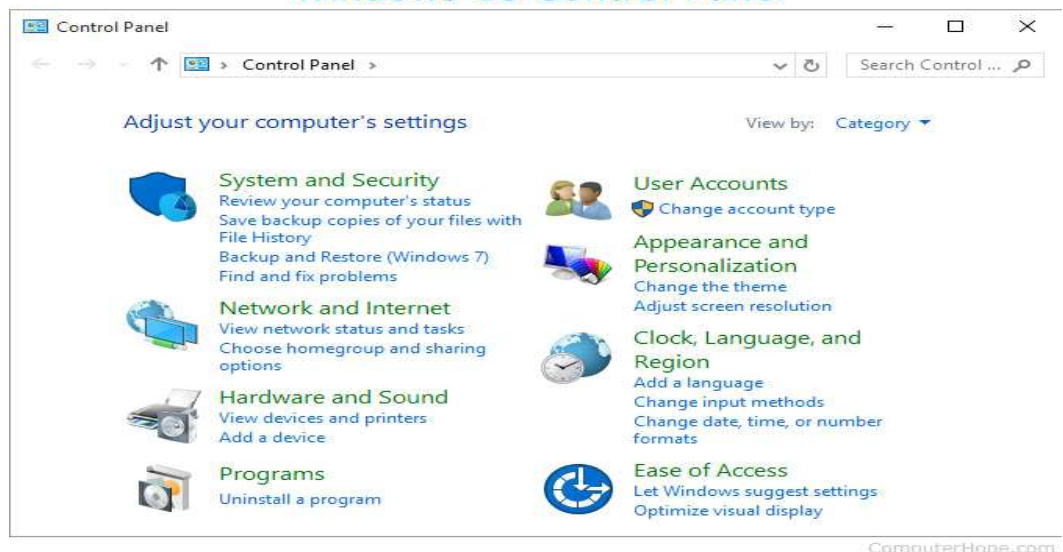 Control Panel
Control Panel
Search Control ...
Adjust your computer's settings
View by: Category
System and Security
Review your computer's status
Save backup copies of your files with
File History
Backup and Restore (Windows 7)
Find and fix problems
Network and Internet
View network status and tasks
Choose homegroup and sharing
options
Hardware and Sound
View devices and printers
Add a device
Programs
Uninstall a program
User Accounts
Change account type
Appearance and
Personalization
Change the theme
Adjust screen resolution
Clock, Language, and
Region
Add a language
Change input methods
Change date, time, or number
formats
Ease of Access
Let Windows suggest settings
Optimize visual display
ComputerHope.com